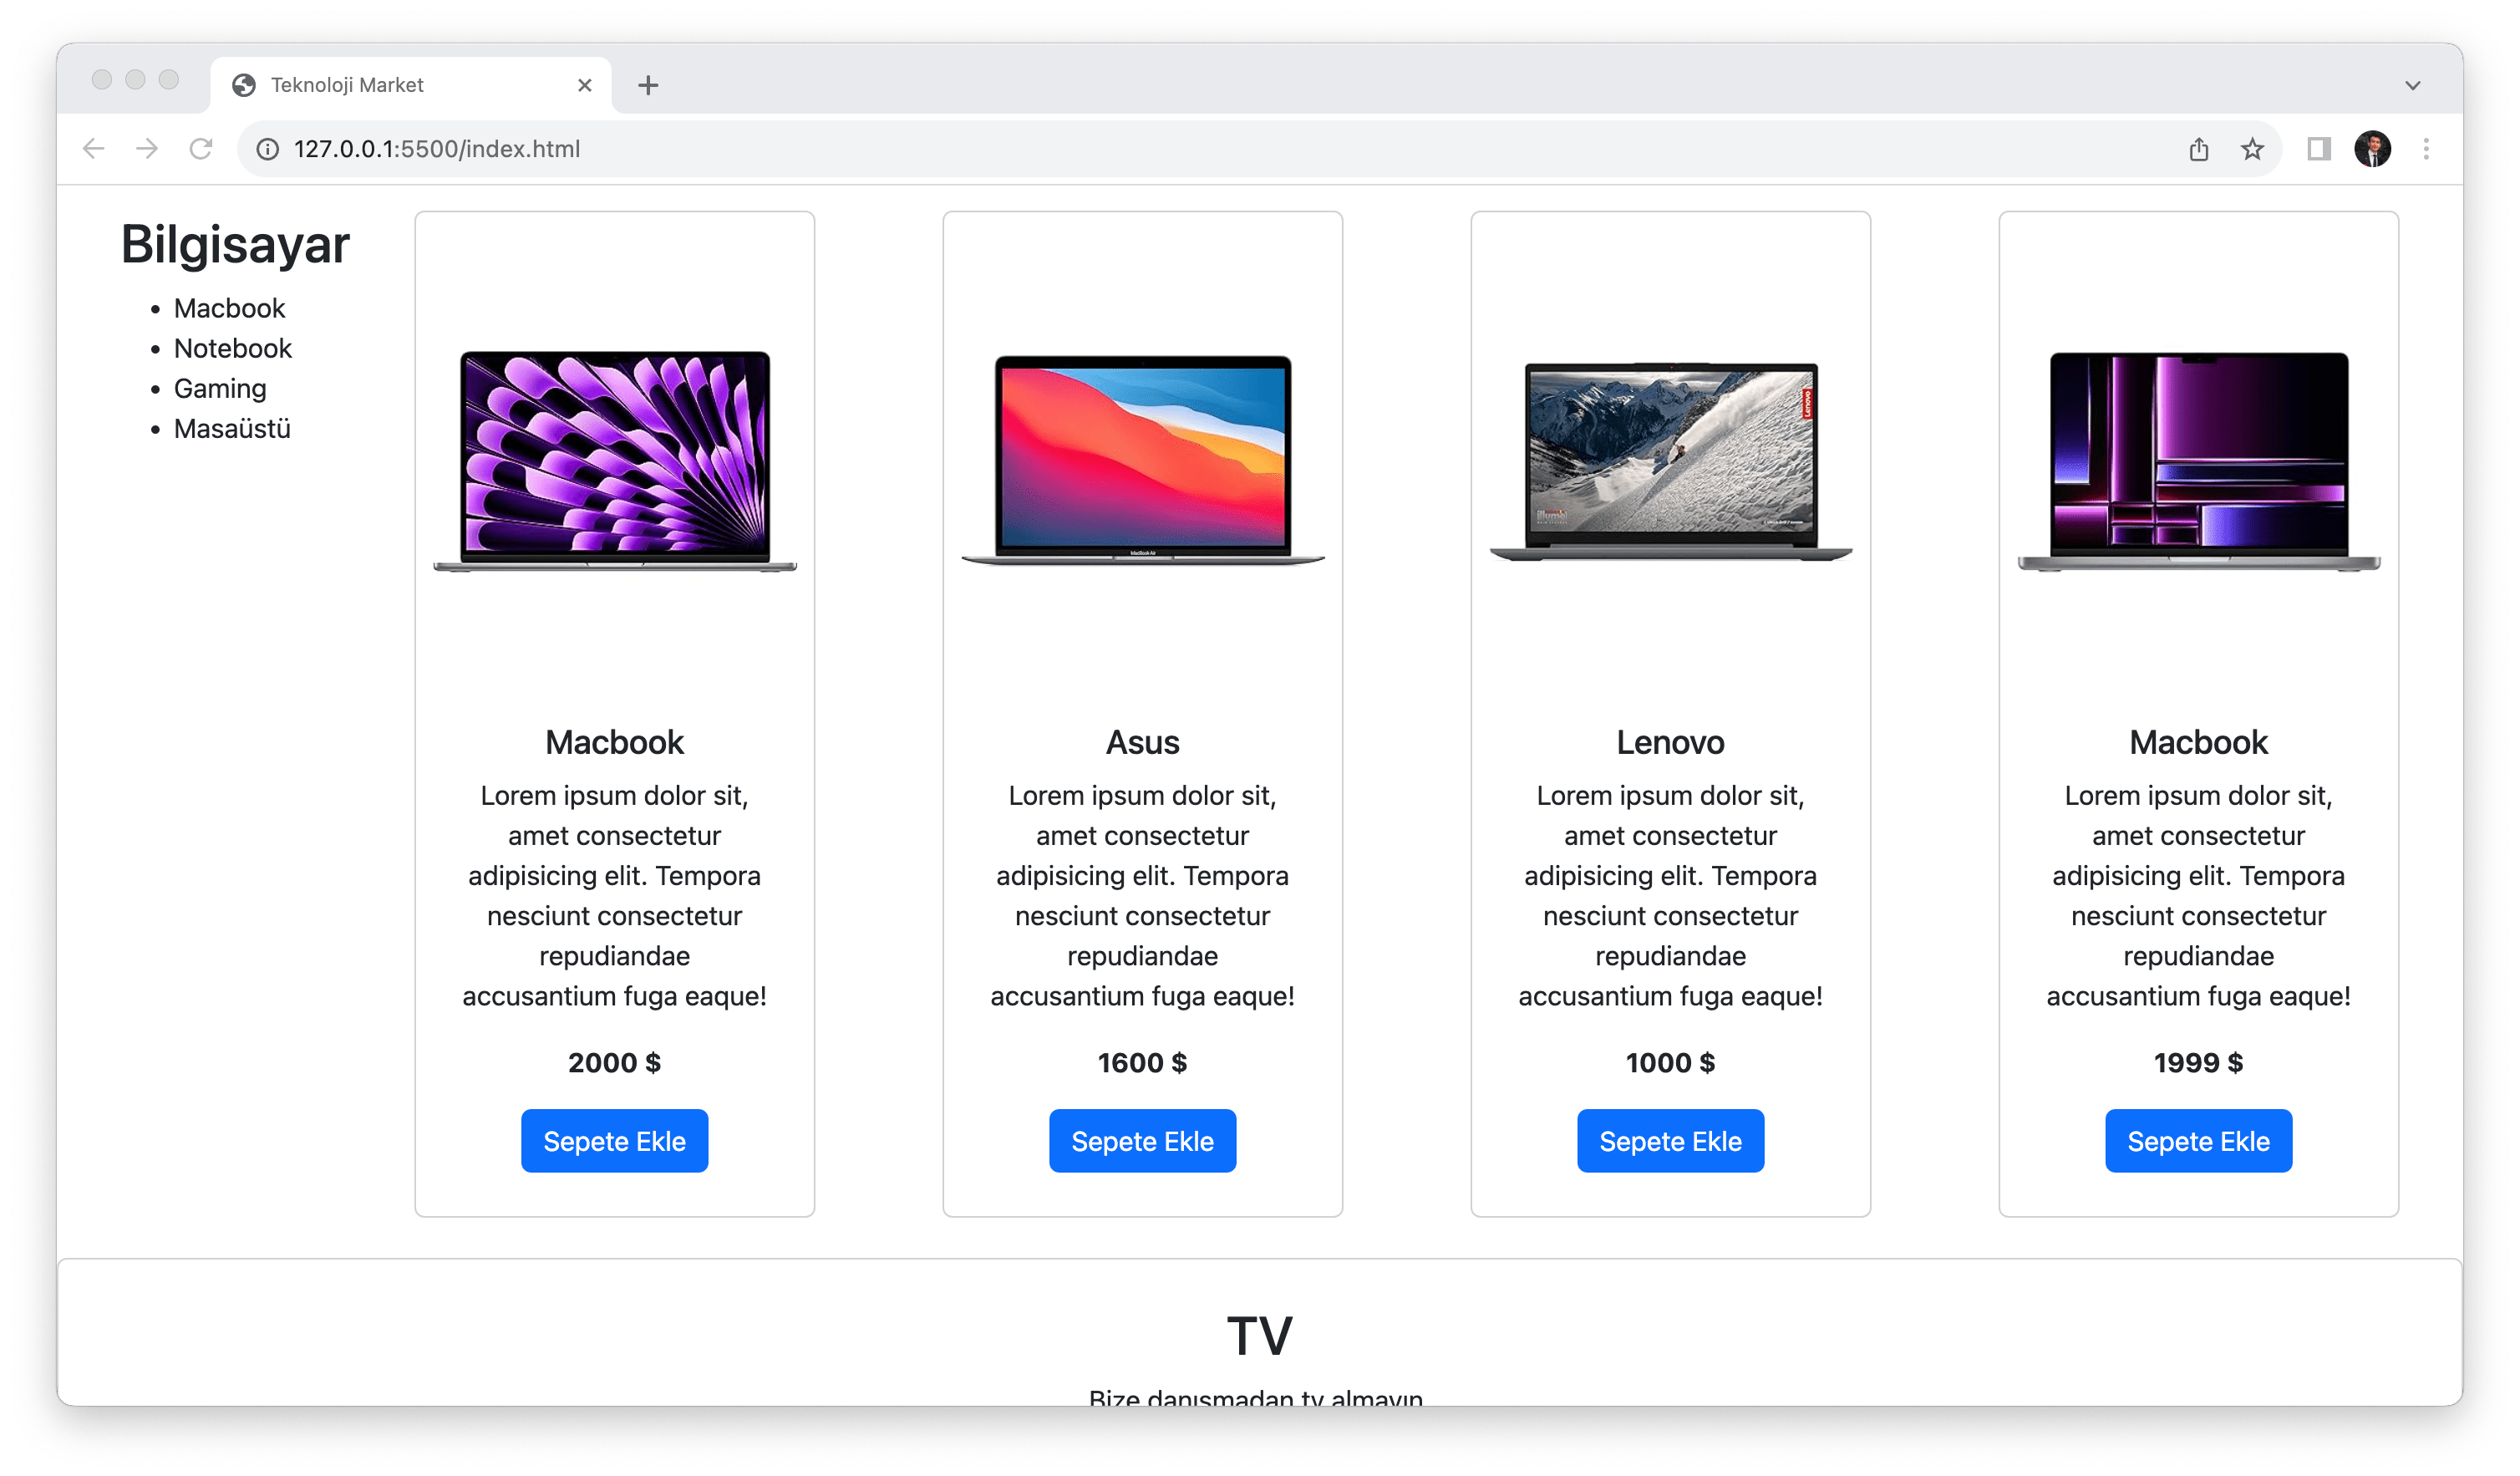 Teknoloji Market
127.0.0.1:5500/index.html
Bilgisayar
Macbook
Notebook
Gaming
Masaüstü
MacBook Air
Lenovo
Macbook
Lorem ipsum dolor sit,
amet consectetur
adipisicing elit. Tempora
nesciunt consectetur
repudiandae
accusantium fuga eaque!
2000 $
Sepete Ekle
Asus
Lorem ipsum dolor sit,
amet consectetur
adipisicing elit. Tempora
nesciunt consectetur
repudiandae
accusantium fuga eaque!
1600 $
Sepete Ekle
Lenovo
Lorem ipsum dolor sit,
amet consectetur
adipisicing elit. Tempora
nesciunt consectetur
repudiandae
accusantium fuga eaque!
1000 $
Sepete Ekle
Macbook
Lorem ipsum dolor sit,
amet consectetur
adipisicing elit. Tempora
nesciunt consectetur
repudiandae
accusantium fuga eaque!
1999 $
Sepete Ekle
TV
Bize danışmadan tv almayın